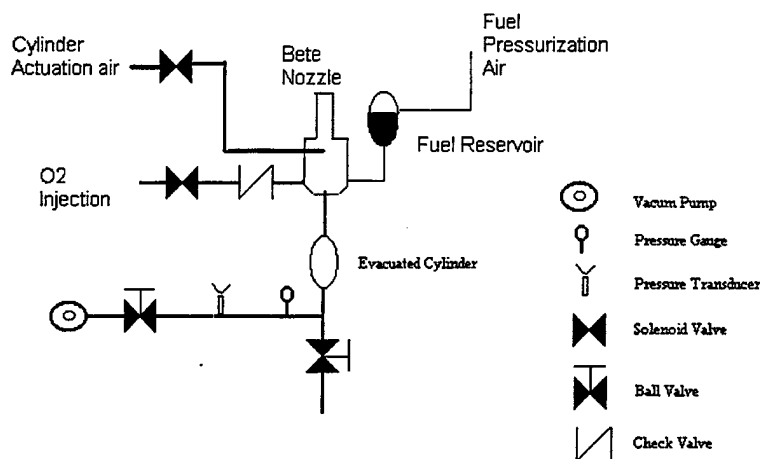 Cylinder
Actuation air
Bete
Nozzle
Fuel
Pressurization
Air
Fuel Reservoir
O2
Injection
Evacuated Cylinder
Vacum Pump
Pressure Gauge
Pressure Transducer
Solenoid Valve
Ball Valve
Check Valve